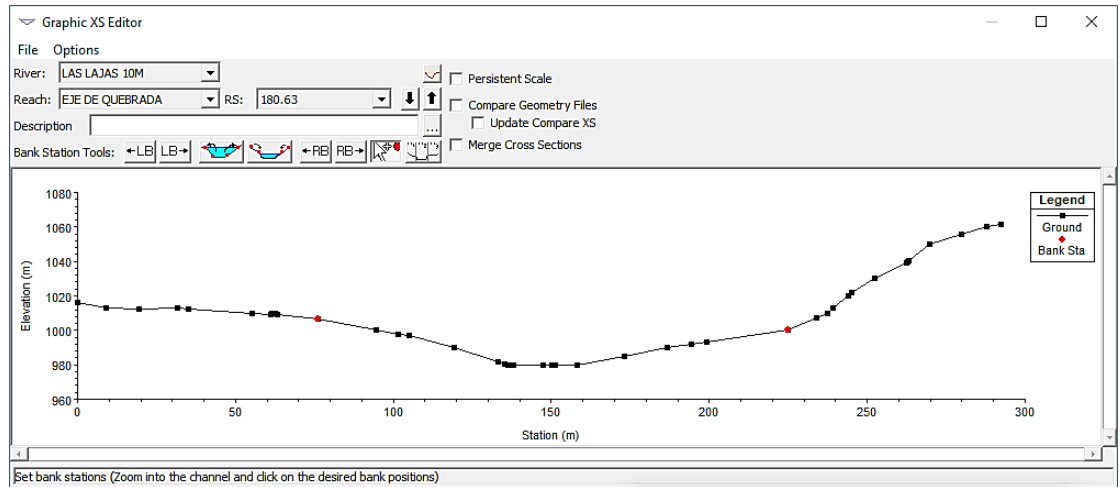 Graphic XS Editor
File Options
River: LAS LAJAS 10M
Persistent Scale
Reach: EJE DE QUEBRADA RS: 180.63
Compare Geometry Files
Update Compare XS
Description ...
Merge Cross Sections
Bank Station Tools: LB LB RB RB
1080
1060
1040
1020
1000
980
960
Elevation (m)
0 50 100 150 200 250 300
Station (m)
Legend
Ground
Bank Sta
Set bank stations (Zoom into the channel and click on the desired bank positions)